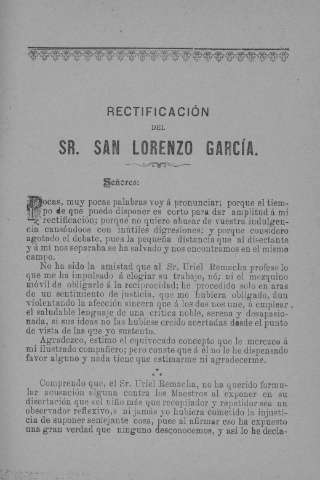 RECTIFICACIÓN
DEL
SR. SAN LORENZO GARCÍA.
Señores:
Pocas, muy pocas palabras voy á pronunciar; porque el tiem-
po de que puedo disponer es corto para dar amplitud á mi
rectificación; porque no quiero abusar de vuestra indulgen-
cia cansándoos con inútiles digresiones; y porque considero
agotado el debate, pues la pequeña distancia que al disertante
y á mi nos separaba se ha salvado y nos encontramos en el mismo
campo.
No ha sido la amistad que al Sr. Uriel Remacha profeso lo
que me ha impulsado á elogiar su trabajo, nó; ni el mezquino
móvil de obligarle á la reciprocidad; he procedido solo en aras
de un sentimiento de justicia, que me hubiera obligado, aun
violentando la afección sincera que á los dos nos une, á emplear
el saludable lenguaje de una crítica noble, serena y desapasio-
nada, si sus ideas no las hubiese creido acertadas desde el punto
de vista de las que yo sustento.
Agradezco, estimo el equivocado concepto que le merezco á
mi ilustrado compañero; pero conste que á él no le he dispensado
favor alguno y nada tiene que estimarme ni agradecerme.
Comprendo que, el Sr. Uriel Remacha, no ha querido formu-
lar acusación alguna contra los Maestros al exponer en su
disertación que «el niño más que recopilador y repetidor sea un
observador reflexivo,» ni jamás yo hubiera cometido la injusti-
cia de suponer semejante cosa, pues al afirmar eso ha expuesto
una gran verdad que ninguno desconocemos, y así lo he decla-